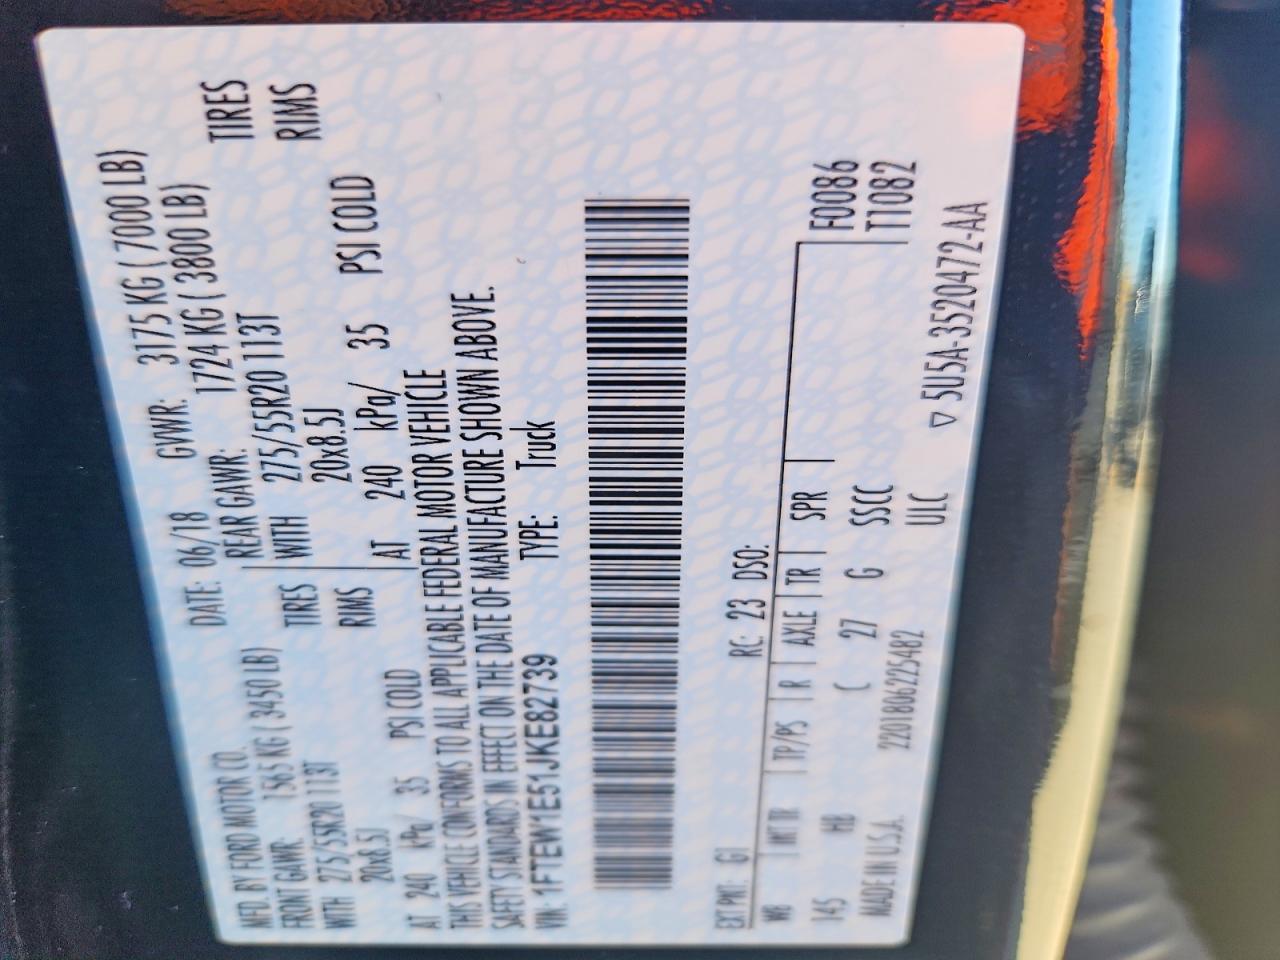 MFD. BY FORD MOTOR CO. DATE: 06/18 GVWR: 3175 KG ( 7000 LB)
FRONT GAWR: 1565 KG ( 3450 LB) REAR GAWR: 1724 KG ( 3800 LB)
WITH 275/55R20 113T TIRES WITH 275/55R20 113T TIRES
20x8.5J RIMS 20x8.5J RIMS
AT 240 kPa/ 35 PSI COLD AT 240 kPa/ 35 PSI COLD
THIS VEHICLE CONFORMS TO ALL APPLICABLE FEDERAL MOTOR VEHICLE
SAFETY STANDARDS IN EFFECT ON THE DATE OF MANUFACTURE SHOWN ABOVE.
VIN: 1FTEW1E51JKE82739 TYPE: Truck
EXT PNT: G1 RC: 23 DSO:
WB INT TR TP/PS R AXLE TR SPR F0086
145 HB C 27 G SSCC T1082
MADE IN U.S.A. 2201806225482 ULC
▽ 5U5A-3520472-AA